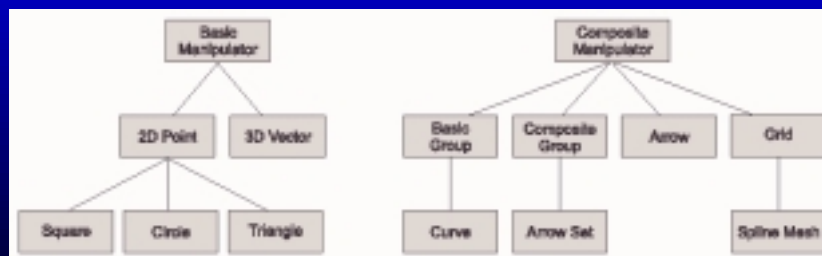 Basic
Manipulator
Composite
Manipulator
2D Point
3D Vector
Basic
Group
Composite
Group
Arrow
Grid
Square
Circle
Triangle
Curve
Arrow Set
Spline Mesh